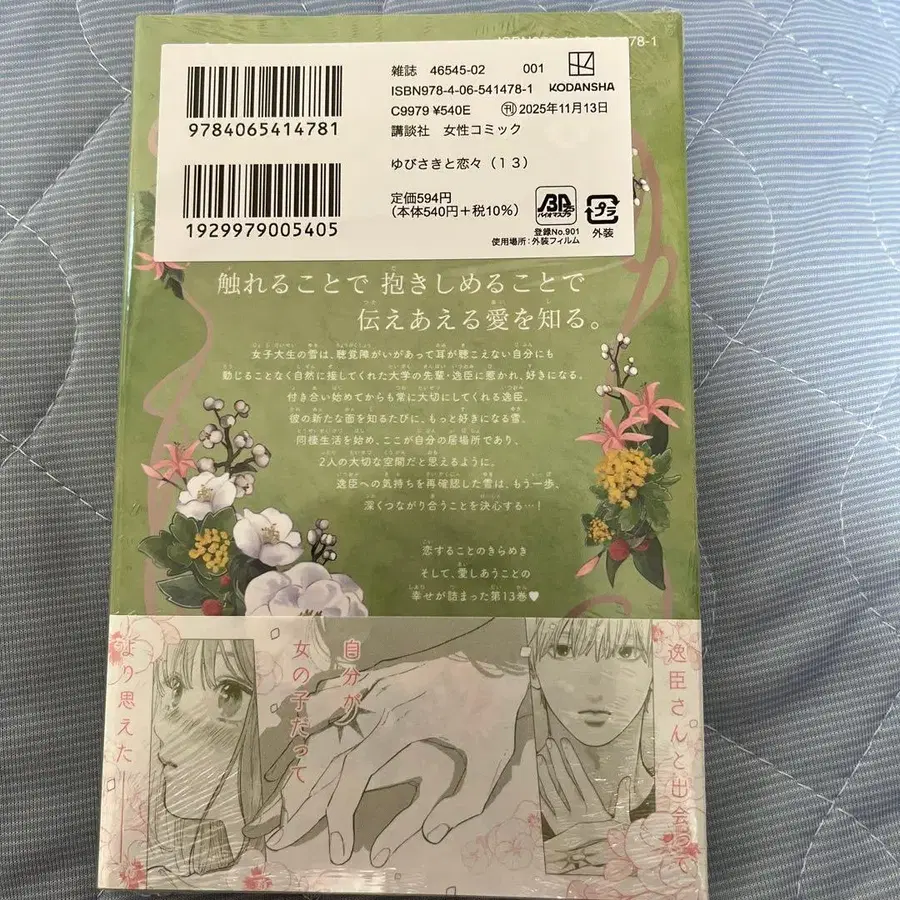 雑誌 46545-02 001
ISBN978-4-06-541478-1
KODANSHA
C9979 ¥540E 刊 2025年11月13日
講談社 女性コミック
9784065414781
ゆびさきと恋々（13）
定価594円
（本体540円＋税10%）
1929979005405
バイオマスプラ
登録No.901
使用場所：外装フィルム
プラ
外装
触れることで 抱きしめることで
伝えあえる愛を知る。
女子大生の雪は、聴覚障がいがあって耳が聴こえない自分にも
動じることなく自然に接してくれた大学の先輩・逸臣に惹かれ、好きになる。
付き合い始めてからも常に大切にしてくれる逸臣。
彼の新たな面を知るたびに、もっと好きになる雪。
同棲生活を始め、ここが自分の居場所であり、
2人の大切な空間だと思えるように。
逸臣への気持ちを再確認した雪は、もう一歩、
深くつながり合うことを決心する…！
恋することのきらめき
そして、愛しあうことの
幸せが詰まった第13巻♥
逸臣さんと出会って
自分が
女の子だって
より思えた